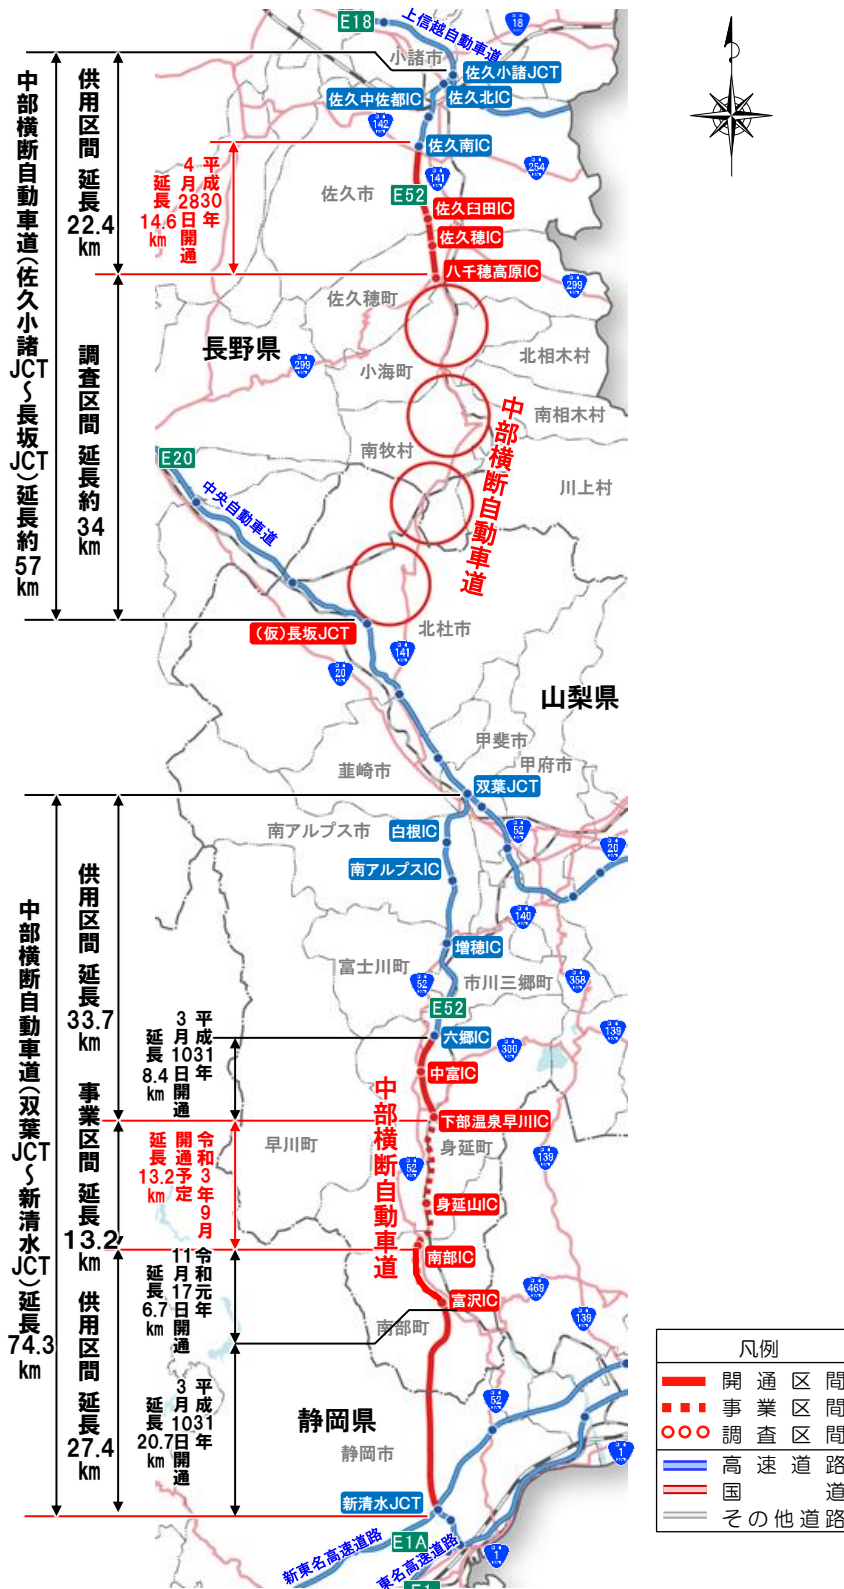 E18
上信越自動車道
18
小諸市
佐久小諸JCT
佐久中佐都IC
佐久北IC
142
佐久南IC
254
141
佐久市
E52
佐久臼田IC
佐久穂IC
八千穂高原IC
299
佐久穂町
長野県
299
北相木村
小海町
南相木村
中部横断自動車道
南牧村
E20
川上村
中央自動車道
(仮)長坂JCT
北杜市
141
20
山梨県
甲斐市
甲府市
韮崎市
双葉JCT
南アルプス市
白根IC
52
20
南アルプスIC
140
増穂IC
富士川町
市川三郷町
52
358
E52
六郷IC
139
300
中富IC
中部横断自動車道
下部温泉早川IC
早川町
身延町
52
139
身延山IC
南部IC
469
富沢IC
139
南部町
52
静岡県
静岡市
1
新清水JCT
E1A
新東名高速道路
東名高速道路
1
E1
中部横断自動車道(佐久小諸JCT～長坂JCT)延長約57km
供用区間 延長22.4km
平成30年
4月28日開通
延長14.6km
調査区間 延長約34km
中部横断自動車道(双葉JCT～新清水JCT)延長74.3km
供用区間 延長33.7km
平成31年
3月10日開通
延長8.4km
事業区間 延長13.2km
令和3年9月
開通予定
延長13.2km
供用区間 延長27.4km
令和元年
11月17日開通
延長6.7km
平成31年
3月10日開通
延長20.7km
凡例
開通区間
事業区間
調査区間
高速道路
国道
その他道路